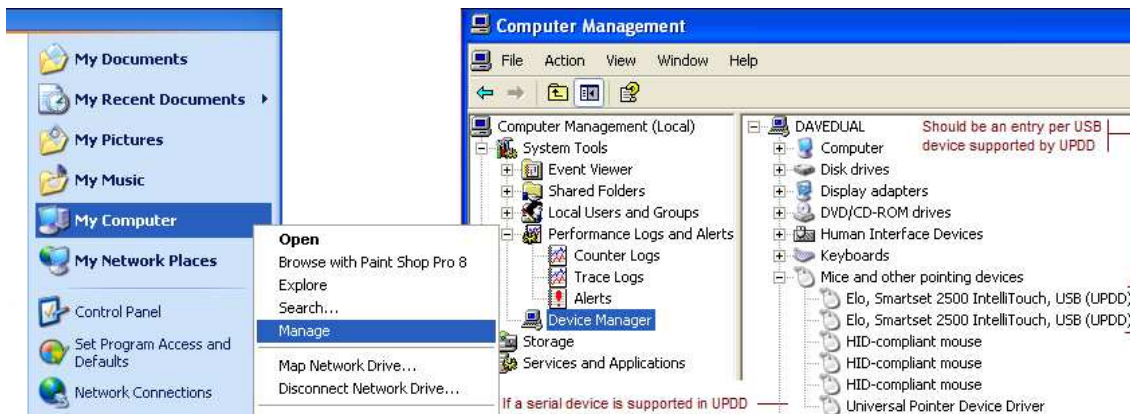 My Documents
My Recent Documents
My Pictures
My Music
My Computer
My Network Places
Control Panel
Set Program Access and
Defaults
Network Connections
Open
Browse with Paint Shop Pro 8
Explore
Search...
Manage
Map Network Drive...
Disconnect Network Drive...
Computer Management
File Action View Window Help
Computer Management (Local)
System Tools
Event Viewer
Shared Folders
Local Users and Groups
Performance Logs and Alerts
Counter Logs
Trace Logs
Alerts
Device Manager
Storage
Services and Applications
If a serial device is supported in UPDD
DAVEDUAL
Should be an entry per USB
device supported by UPDD
Computer
Disk drives
Display adapters
DVD/CD-ROM drives
Human Interface Devices
Keyboards
Mice and other pointing devices
Elo, Smartset 2500 IntelliTouch, USB (UPDD)
Elo, Smartset 2500 IntelliTouch, USB (UPDD)
HID-compliant mouse
HID-compliant mouse
HID-compliant mouse
Universal Pointer Device Driver